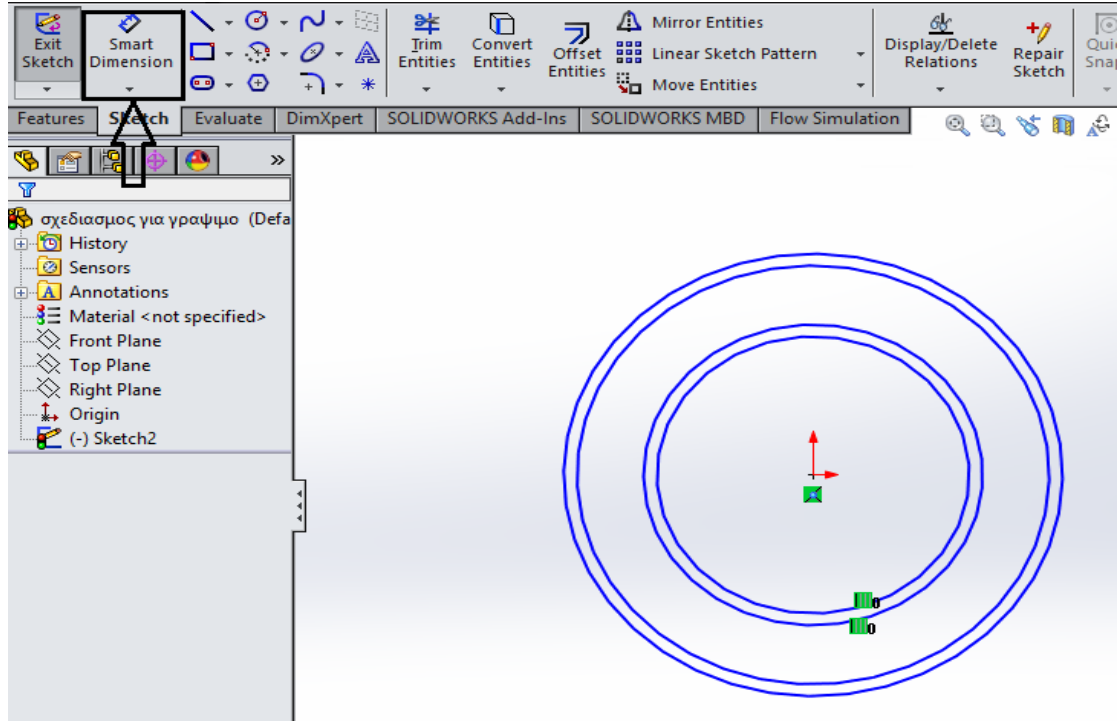 Exit Sketch
Smart Dimension
Trim Entities
Convert Entities
Offset Entities
Mirror Entities
Linear Sketch Pattern
Move Entities
Display/Delete Relations
Repair Sketch
Features Sketch Evaluate DimXpert SOLIDWORKS Add-Ins SOLIDWORKS MBD Flow Simulation
»
σχεδιασμος για γραψιμο (Defa
History
Sensors
Annotations
Material <not specified>
Front Plane
Top Plane
Right Plane
Origin
(-) Sketch2
0
0